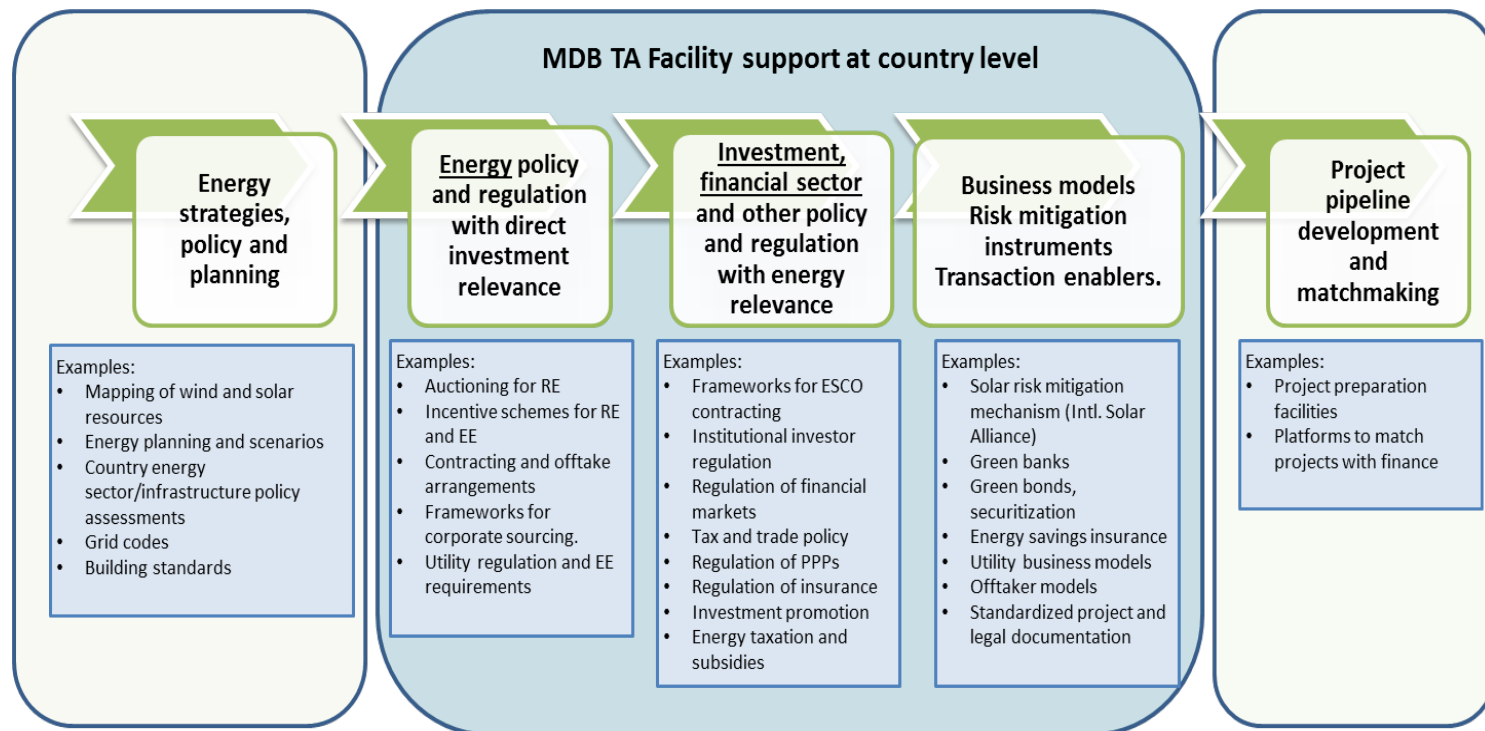 MDB TA Facility support at country level
Energy
strategies,
policy and
planning
Energy policy
and regulation
with direct
investment
relevance
Investment,
financial sector
and other policy
and regulation
with energy
relevance
Business models
Risk mitigation
instruments
Transaction enablers.
Project
pipeline
development
and
matchmaking
Examples:
• Mapping of wind and solar
resources
• Energy planning and scenarios
• Country energy
sector/infrastructure policy
assessments
• Grid codes
• Building standards
Examples:
• Auctioning for RE
• Incentive schemes for RE
and EE
• Contracting and offtake
arrangements
• Frameworks for
corporate sourcing.
• Utility regulation and EE
requirements
Examples:
• Frameworks for ESCO
contracting
• Institutional investor
regulation
• Regulation of financial
markets
• Tax and trade policy
• Regulation of PPPs
• Regulation of insurance
• Investment promotion
• Energy taxation and
subsidies
Examples:
• Solar risk mitigation
mechanism (Intl. Solar
Alliance)
• Green banks
• Green bonds,
securitization
• Energy savings insurance
• Utility business models
• Offtaker models
• Standardized project and
legal documentation
Examples:
• Project preparation
facilities
• Platforms to match
projects with finance